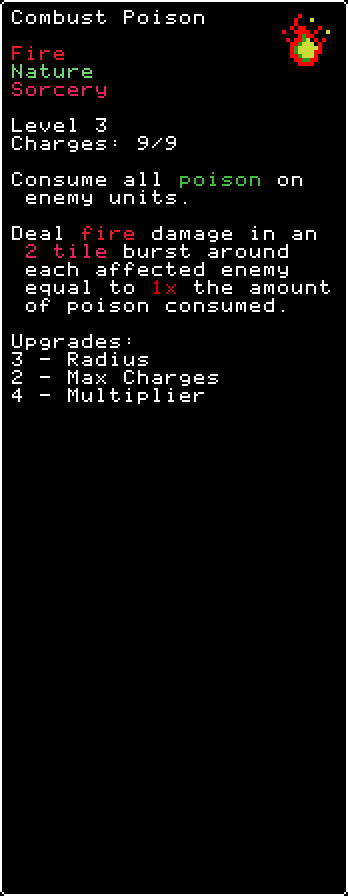 Combust Poison
Fire
Nature
Sorcery
Level 3
Charges: 9/9
Consume all poison on
enemy units.
Deal fire damage in an
2 tile burst around
each affected enemy
equal to 1x the amount
of poison consumed.
Upgrades:
3 - Radius
2 - Max Charges
4 - Multiplier